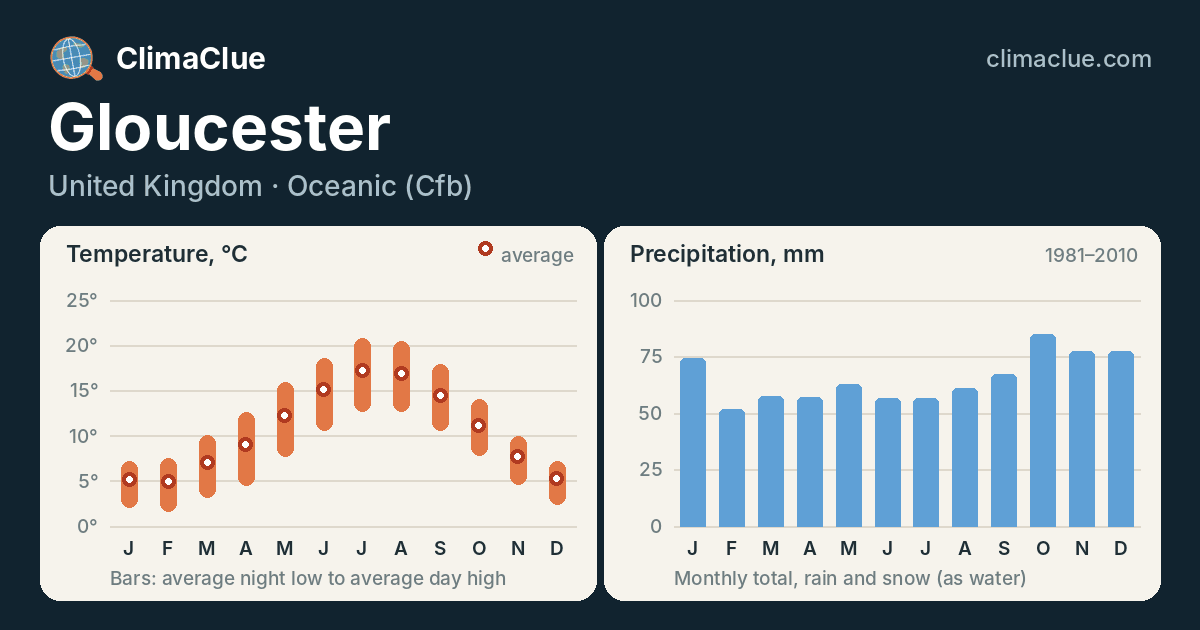 ClimaClue
climaclue.com
Gloucester
United Kingdom · Oceanic (Cfb)
Temperature, °C
average
25°
20°
15°
10°
5°
0°
J F M A M J J A S O N D
Bars: average night low to average day high
Precipitation, mm
1981–2010
100
75
50
25
0
J F M A M J J A S O N D
Monthly total, rain and snow (as water)